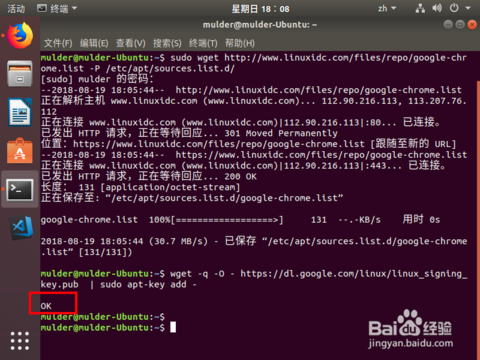 活动
终端▾
星期日 18∶08
zh▾
mulder@mulder-Ubuntu: ~
文件(F) 编辑(E) 查看(V) 搜索(S) 终端(T) 帮助(H)
mulder@mulder-Ubuntu:~$ sudo wget http://www.linuxidc.com/files/repo/google-chro
me.list -P /etc/apt/sources.list.d/
[sudo] mulder 的密码：
--2018-08-19 18:05:44-- http://www.linuxidc.com/files/repo/google-chrome.list
正在解析主机 www.linuxidc.com (www.linuxidc.com)... 112.90.216.113, 113.207.76.
112
正在连接 www.linuxidc.com (www.linuxidc.com)|112.90.216.113|:80... 已连接。
已发出 HTTP 请求，正在等待回应... 301 Moved Permanently
位置：https://www.linuxidc.com/files/repo/google-chrome.list [跟随至新的 URL]
--2018-08-19 18:05:44-- https://www.linuxidc.com/files/repo/google-chrome.list
正在连接 www.linuxidc.com (www.linuxidc.com)|112.90.216.113|:443... 已连接。
已发出 HTTP 请求，正在等待回应... 200 OK
长度： 131 [application/octet-stream]
正在保存至: “/etc/apt/sources.list.d/google-chrome.list”
google-chrome.list 100%[===================>] 131 --.-KB/s 用时 0s
2018-08-19 18:05:44 (30.7 MB/s) - 已保存 “/etc/apt/sources.list.d/google-chrome
.list” [131/131])
mulder@mulder-Ubuntu:~$ wget -q -O - https://dl.google.com/linux/linux_signing_
key.pub | sudo apt-key add -
OK
mulder@mulder-Ubuntu:~$
mulder@mulder-Ubuntu:~$
Baidu 经验
jingyan.baidu.com